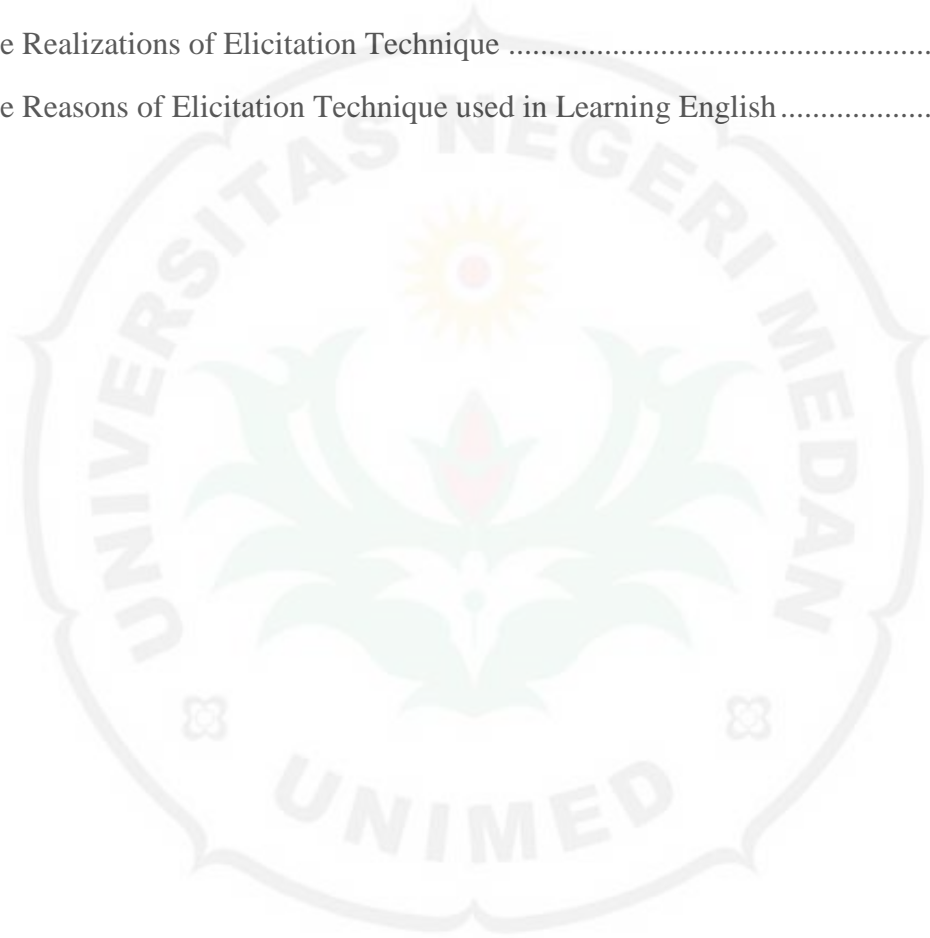 e Realizations of Elicitation Technique ....................................................
e Reasons of Elicitation Technique used in Learning English...................
UNIVERSITAS NEGERI MEDAN
UNIMED